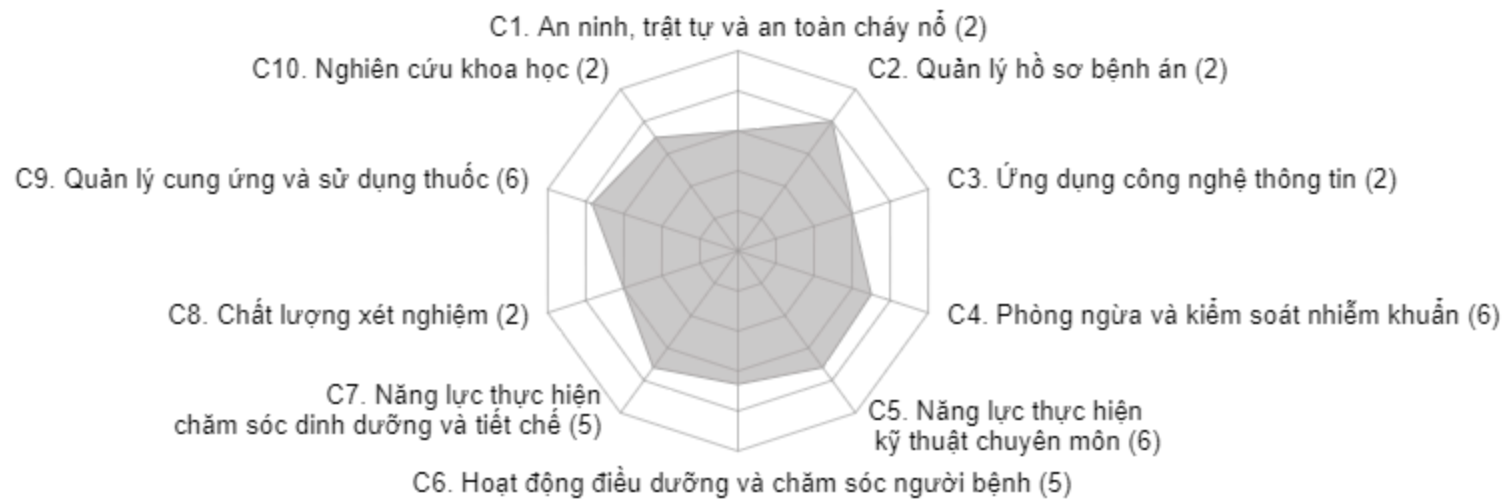 C1. An ninh, trật tự và an toàn cháy nổ (2)
C2. Quản lý hồ sơ bệnh án (2)
C3. Ứng dụng công nghệ thông tin (2)
C4. Phòng ngừa và kiểm soát nhiễm khuẩn (6)
C5. Năng lực thực hiện
kỹ thuật chuyên môn (6)
C6. Hoạt động điều dưỡng và chăm sóc người bệnh (5)
C7. Năng lực thực hiện
chăm sóc dinh dưỡng và tiết chế (5)
C8. Chất lượng xét nghiệm (2)
C9. Quản lý cung ứng và sử dụng thuốc (6)
C10. Nghiên cứu khoa học (2)